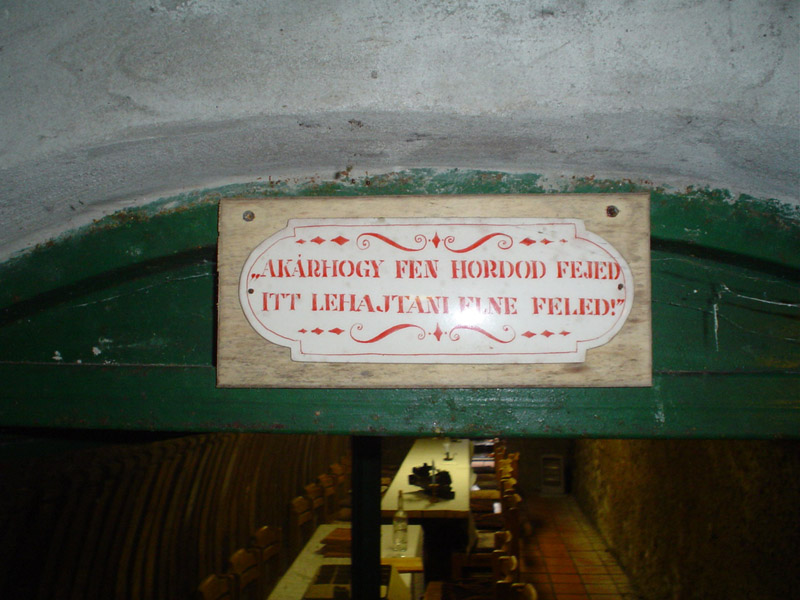 „AKÁRHOGY FEN HORDOD FEJED
ITT LEHAJTANI ELNE FELED!”